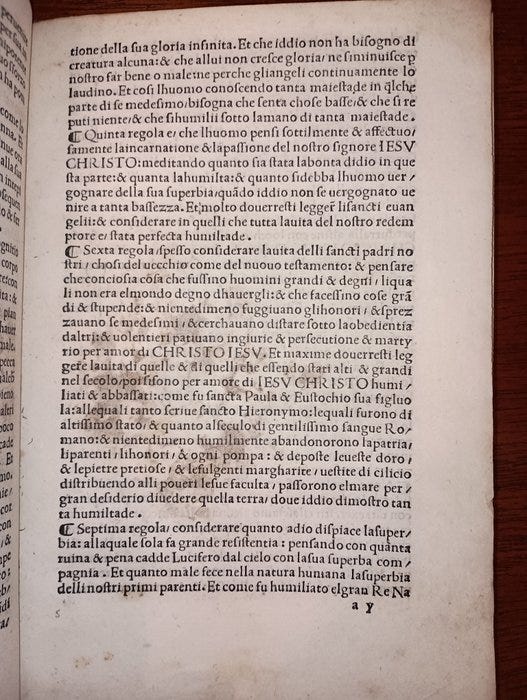 tione della sua gloria infinita. Et che iddio non ha bisogno di
creatura alcuna: & che allui non cresce gloria/ ne siminuisce ꝑ
nostro far bene o male: me perche gliangeli continuamente lo
laudino. Et cosi lhuomo conoscendo tanta maiestade in q̃lche
parte di se medesimo/ bisogna che senta chose basse/ & che si re
puti niente/ & che sihumilii sotto lamano di tanta maiestade.
¶ Quinta regola e/ che lhuomo pensi sottilmente & affectuo/
samente laincarnatione & lapassione del nostro signore IESV
CHRISTO: meditando quanto sia stata labonta didio in que
sta parte: & quanta lahumilta: & quanto sidebba lhuomo uer/
gognare della sua superbia/ quãdo iddio non se uergognato ue
nire a tanta bassezza. Et molto douerresti legger lisancti euan
gelii: & considerare in quelli che tutta lauita del nostro redem
ptore e/ stata perfecta humiltade.
¶ Sexta regola/ spesso considerare lauita delli sancti padri no
stri/ chosi del uecchio come del nuouo testamento: & pensare
che conciosia cosa che fussino huomini grandi & degni/ liqua
li non era elmondo degno dhauergli: & che facessino cose grã
di & stupende: & nientedimeno fuggiuano glihonori/ & sprez
zauano se medesimi/ & cerchauano distare sotto laobedientia
daltri: & uolentieri patiuano ingiurie & persecutione & marty
rio per amor di CHRISTO IESV. Et maxime douerresti leg
gere lauita di quelle & di quelli che essendo stati alti & grandi
nel secolo/ poi sifono per amore di IESV CHRISTO humi/
liati & abbassati: come fu sancta Paula & Eustochio sua figluo
la: allequali tanto scriue sancto Hieronymo: lequali furono di
altissimo stato/ & quanto alseculo di gentilissimo sangue Ro/
mano: & nientedimeno humilmente abandonorono lapatria/
liparenti/ lihonori/ & ogni pompa: & deposte leueste doro/
& lepietre pretiose/ & lefulgenti margharite/ uestite di cilicio
distribuendo alli poueri lesue faculta/ passorono elmare per/
gran desiderio diuedere quella terra/ doue iddio dimostro tan
ta humiltade.
¶ Septima regola/ considerare quanto adio dispiace lasuper/
bia: allaquale sola fa grande resistentia: pensando con quanta
ruina & pena cadde Lucifero dal cielo con lasua superba com/
pagnia. Et quanto male fece nella natura humana lasuperbia
delli nostri primi parenti. Et come fu humiliato elgran Re Na
a y